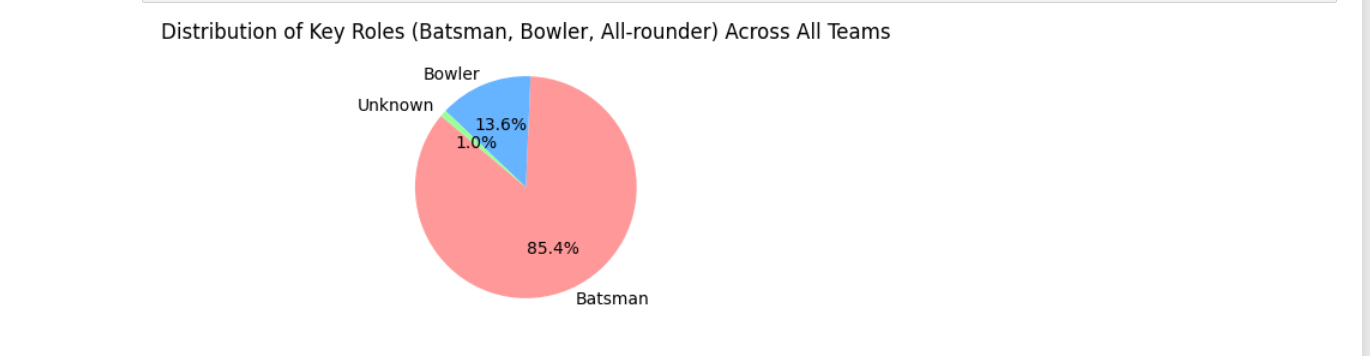 Distribution of Key Roles (Batsman, Bowler, All-rounder) Across All Teams
Bowler
Unknown
13.6%
1.0%
85.4%
Batsman